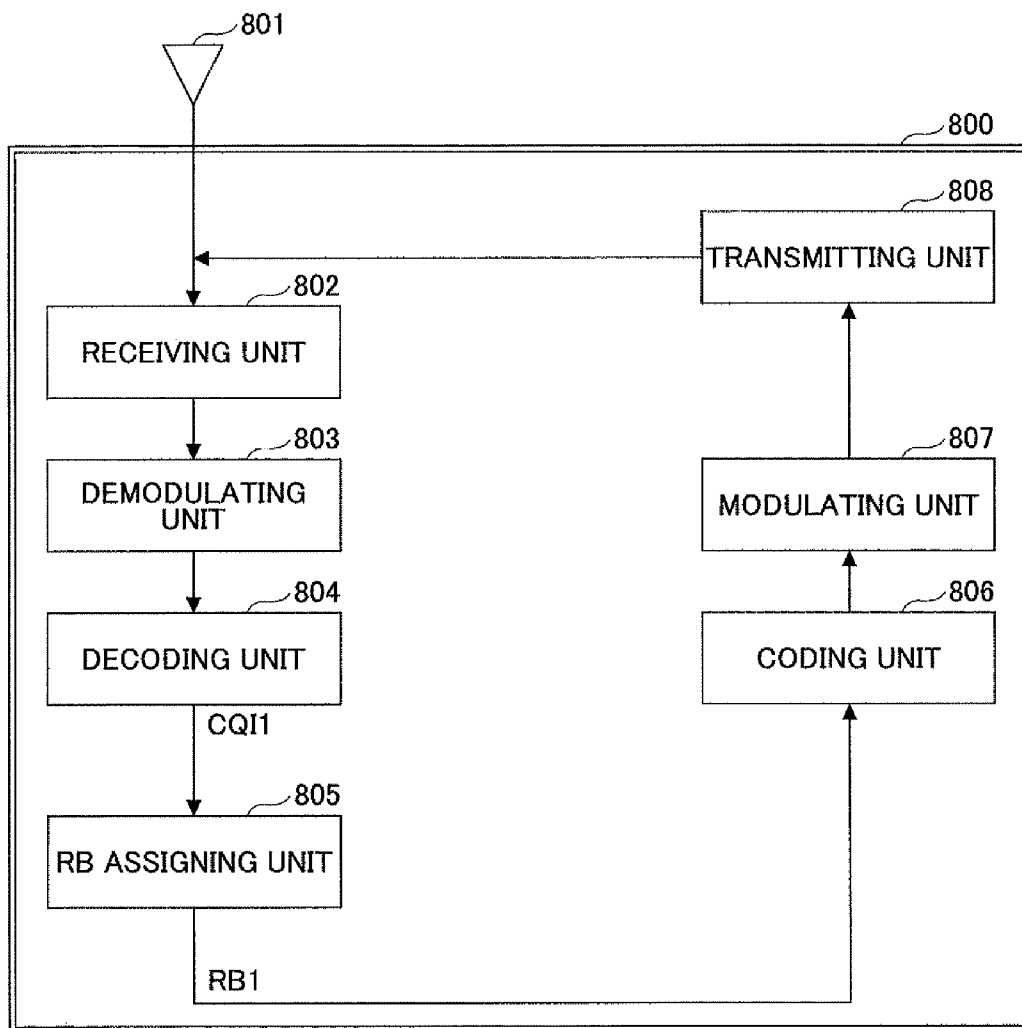 801
800
808
TRANSMITTING UNIT
802
RECEIVING UNIT
803
DEMODULATING
UNIT
807
MODULATING UNIT
804
DECODING UNIT
806
CODING UNIT
CQI1
805
RB ASSIGNING UNIT
RB1